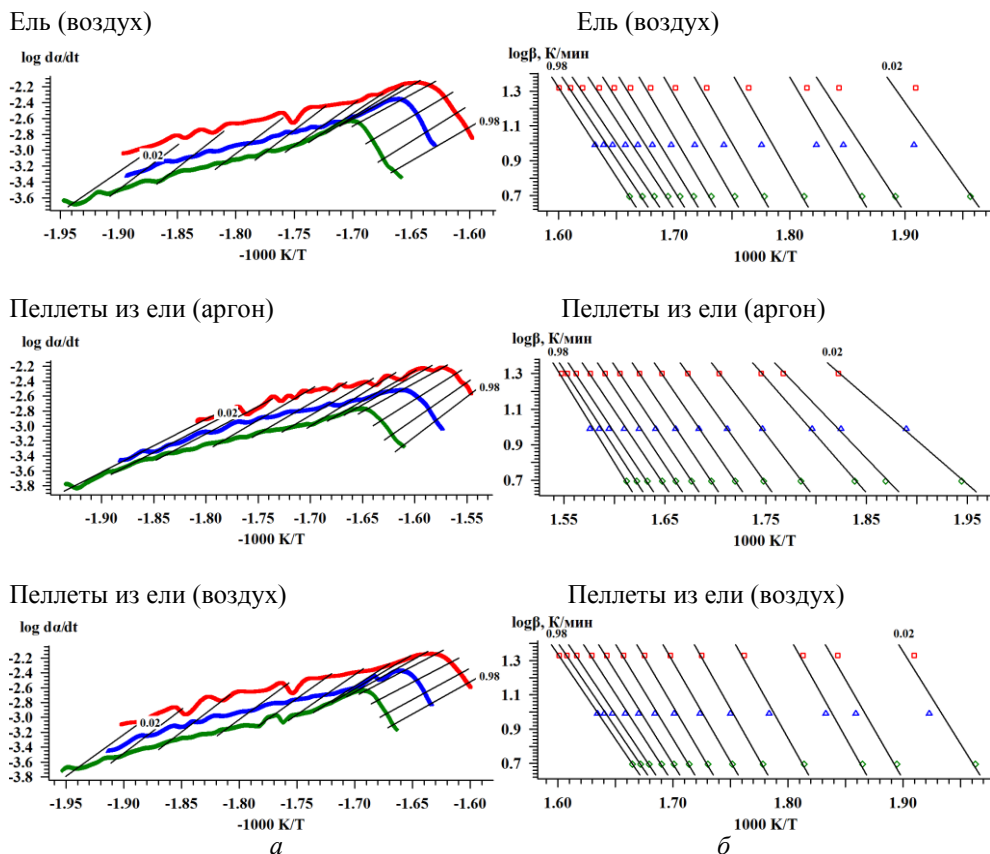 Ель (воздух) Ель (воздух)
log dα/dt logβ, К/мин
0.98 0.02
-2.2 1.3
-2.4
-2.6
-2.8 1.1
-3.0 0.02 0.98 0.9
-3.3
-3.6 0.7
-1.95 -1.90 -1.85 -1.80 -1.75 -1.70 -1.65 -1.60 1.60 1.70 1.80 1.90
-1000 K/T 1000 K/T
Пеллеты из ели (аргон) Пеллеты из ели (аргон)
log dα/dt logβ, К/мин
0.98 0.02
-2.2 1.3
-2.4
-2.6 0.98 1.1
-2.8 0.02
-3.0 0.9
-3.4
-3.6 0.7
-3.8
-1.90 -1.85 -1.80 -1.75 -1.70 -1.65 -1.60 -1.55 1.55 1.65 1.75 1.85 1.95
-1000 K/T 1000 K/T
Пеллеты из ели (воздух) Пеллеты из ели (воздух)
log dα/dt logβ, К/мин
0.98 0.02
-2.2 1.3
-2.4
-2.6 0.98 1.1
-2.8
-3.0 0.02 0.9
-3.4
-3.6 0.7
-3.8
-1.95 -1.90 -1.85 -1.80 -1.75 -1.70 -1.65 -1.60 1.60 1.70 1.80 1.90
-1000 K/T 1000 K/T
а б